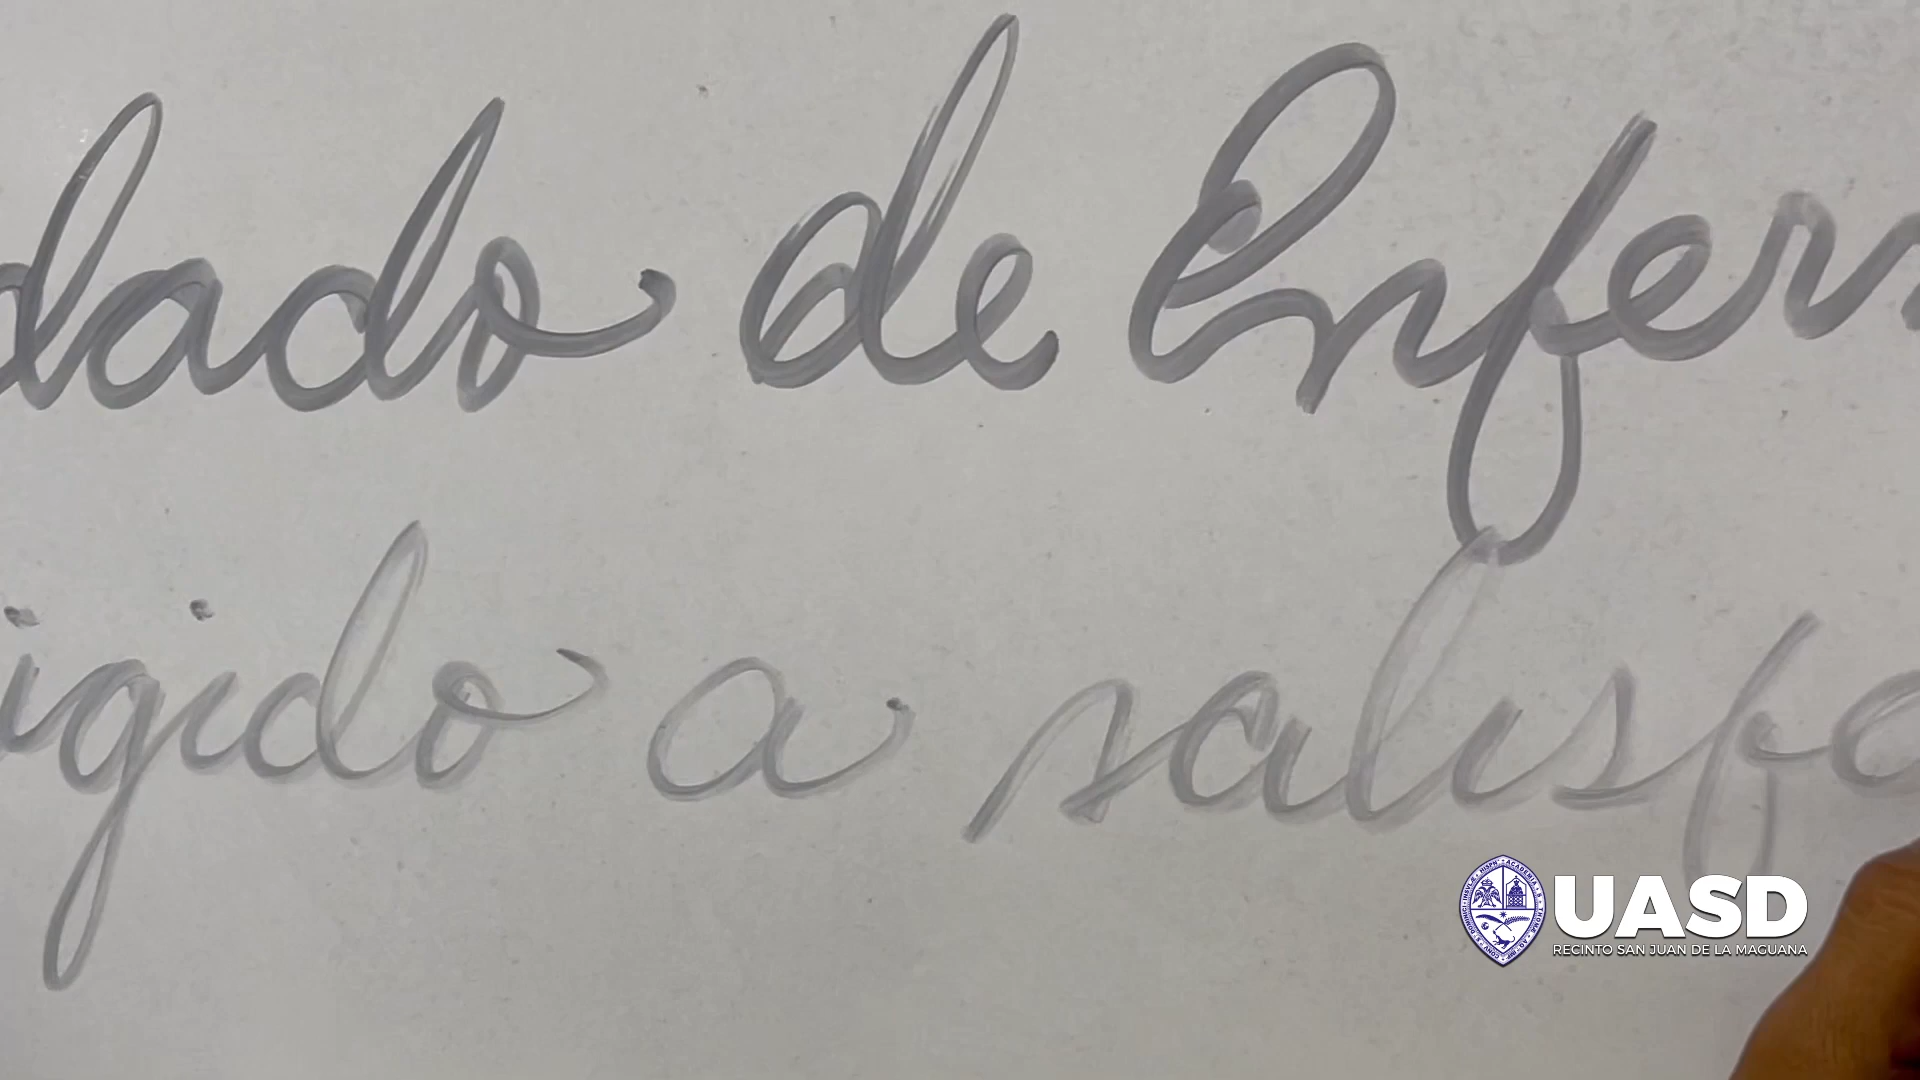 dado de Enfer
igido a satisfa
UASD
RECINTO SAN JUAN DE LA MAGUANA